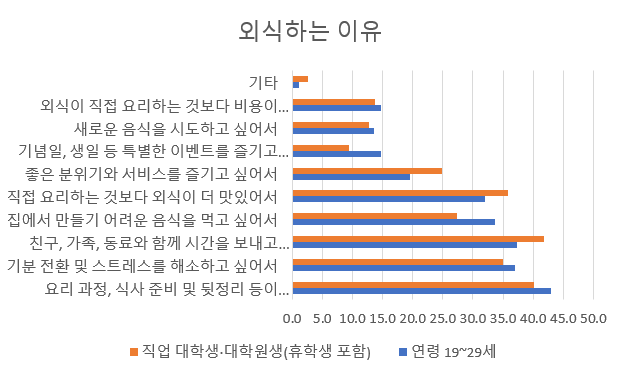 외식하는 이유
기타
외식이 직접 요리하는 것보다 비용이...
새로운 음식을 시도하고 싶어서
기념일, 생일 등 특별한 이벤트를 즐기고...
좋은 분위기와 서비스를 즐기고 싶어서
직접 요리하는 것보다 외식이 더 맛있어서
집에서 만들기 어려운 음식을 먹고 싶어서
친구, 가족, 동료와 함께 시간을 보내고...
기분 전환 및 스트레스를 해소하고 싶어서
요리 과정, 식사 준비 및 뒷정리 등이...
0.0 5.0 10.0 15.0 20.0 25.0 30.0 35.0 40.0 45.0 50.0
직업 대학생·대학원생(휴학생 포함) 연령 19~29세